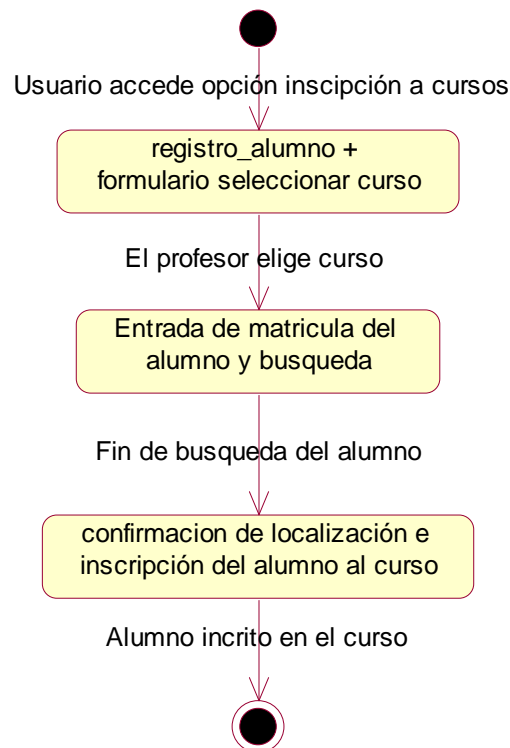 Usuario accede opción inscipción a cursos
registro_alumno +
formulario seleccionar curso
El profesor elige curso
Entrada de matricula del
alumno y busqueda
Fin de busqueda del alumno
confirmacion de localización e
inscripción del alumno al curso
Alumno incrito en el curso